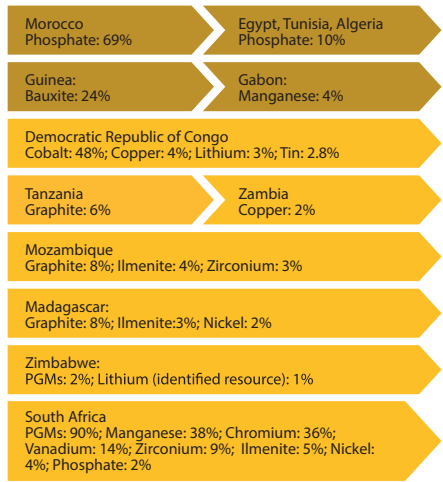 Morocco
Phosphate: 69%
Egypt, Tunisia, Algeria
Phosphate: 10%
Guinea:
Bauxite: 24%
Gabon:
Manganese: 4%
Democratic Republic of Congo
Cobalt: 48%; Copper: 4%; Lithium: 3%; Tin: 2.8%
Tanzania
Graphite: 6%
Zambia
Copper: 2%
Mozambique
Graphite: 8%; Ilmenite: 4%; Zirconium: 3%
Madagascar:
Graphite: 8%; Ilmenite:3%; Nickel: 2%
Zimbabwe:
PGMs: 2%; Lithium (identified resource): 1%
South Africa
PGMs: 90%; Manganese: 38%; Chromium: 36%;
Vanadium: 14%; Zirconium: 9%;  Ilmenite: 5%; Nickel:
4%; Phosphate: 2%